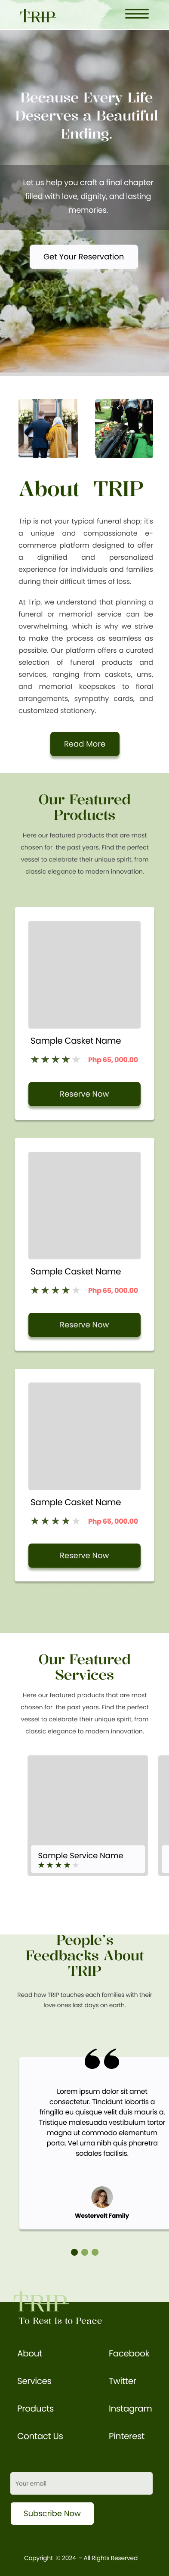 TRIP
Because Every Life
Deserves a Beautiful
Ending.
Let us help you craft a final chapter
filled with love, dignity, and lasting
memories.
Get Your Reservation
About TRIP
Trip is not your typical funeral shop; it's
a unique and compassionate e-
commerce platform designed to offer
a dignified and personalized
experience for individuals and families
during their difficult times of loss.
At Trip, we understand that planning a
funeral or memorial service can be
overwhelming, which is why we strive
to make the process as seamless as
possible. Our platform offers a curated
selection of funeral products and
services, ranging from caskets, urns,
and memorial keepsakes to floral
arrangements, sympathy cards, and
customized stationery.
Read More
Our Featured
Products
Here our featured products that are most
chosen for the past years. Find the perfect
vessel to celebrate their unique spirit, from
classic elegance to modern innovation.
Sample Casket Name
Php 65, 000.00
Reserve Now
Sample Casket Name
Php 65, 000.00
Reserve Now
Sample Casket Name
Php 65, 000.00
Reserve Now
Our Featured
Services
Here our featured products that are most
chosen for the past years. Find the perfect
vessel to celebrate their unique spirit, from
classic elegance to modern innovation.
Sample Service Name
People's
Feedbacks About
TRIP
Read how TRIP touches each families with their
love ones last days on earth.
“
Lorem ipsum dolor sit amet
consectetur. Tincidunt lobortis a
fringilla eu quisque velit duis mauris a.
Tristique malesuada vestibulum tortor
magna ut commodo elementum
porta. Vel urna nibh quis pharetra
sodales facilisis.
Westervelt Family
TRIP
To Rest Is to Peace
About
Facebook
Services
Twitter
Products
Instagram
Contact Us
Pinterest
Your email
Subscribe Now
Copyright © 2024 - All Rights Reserved